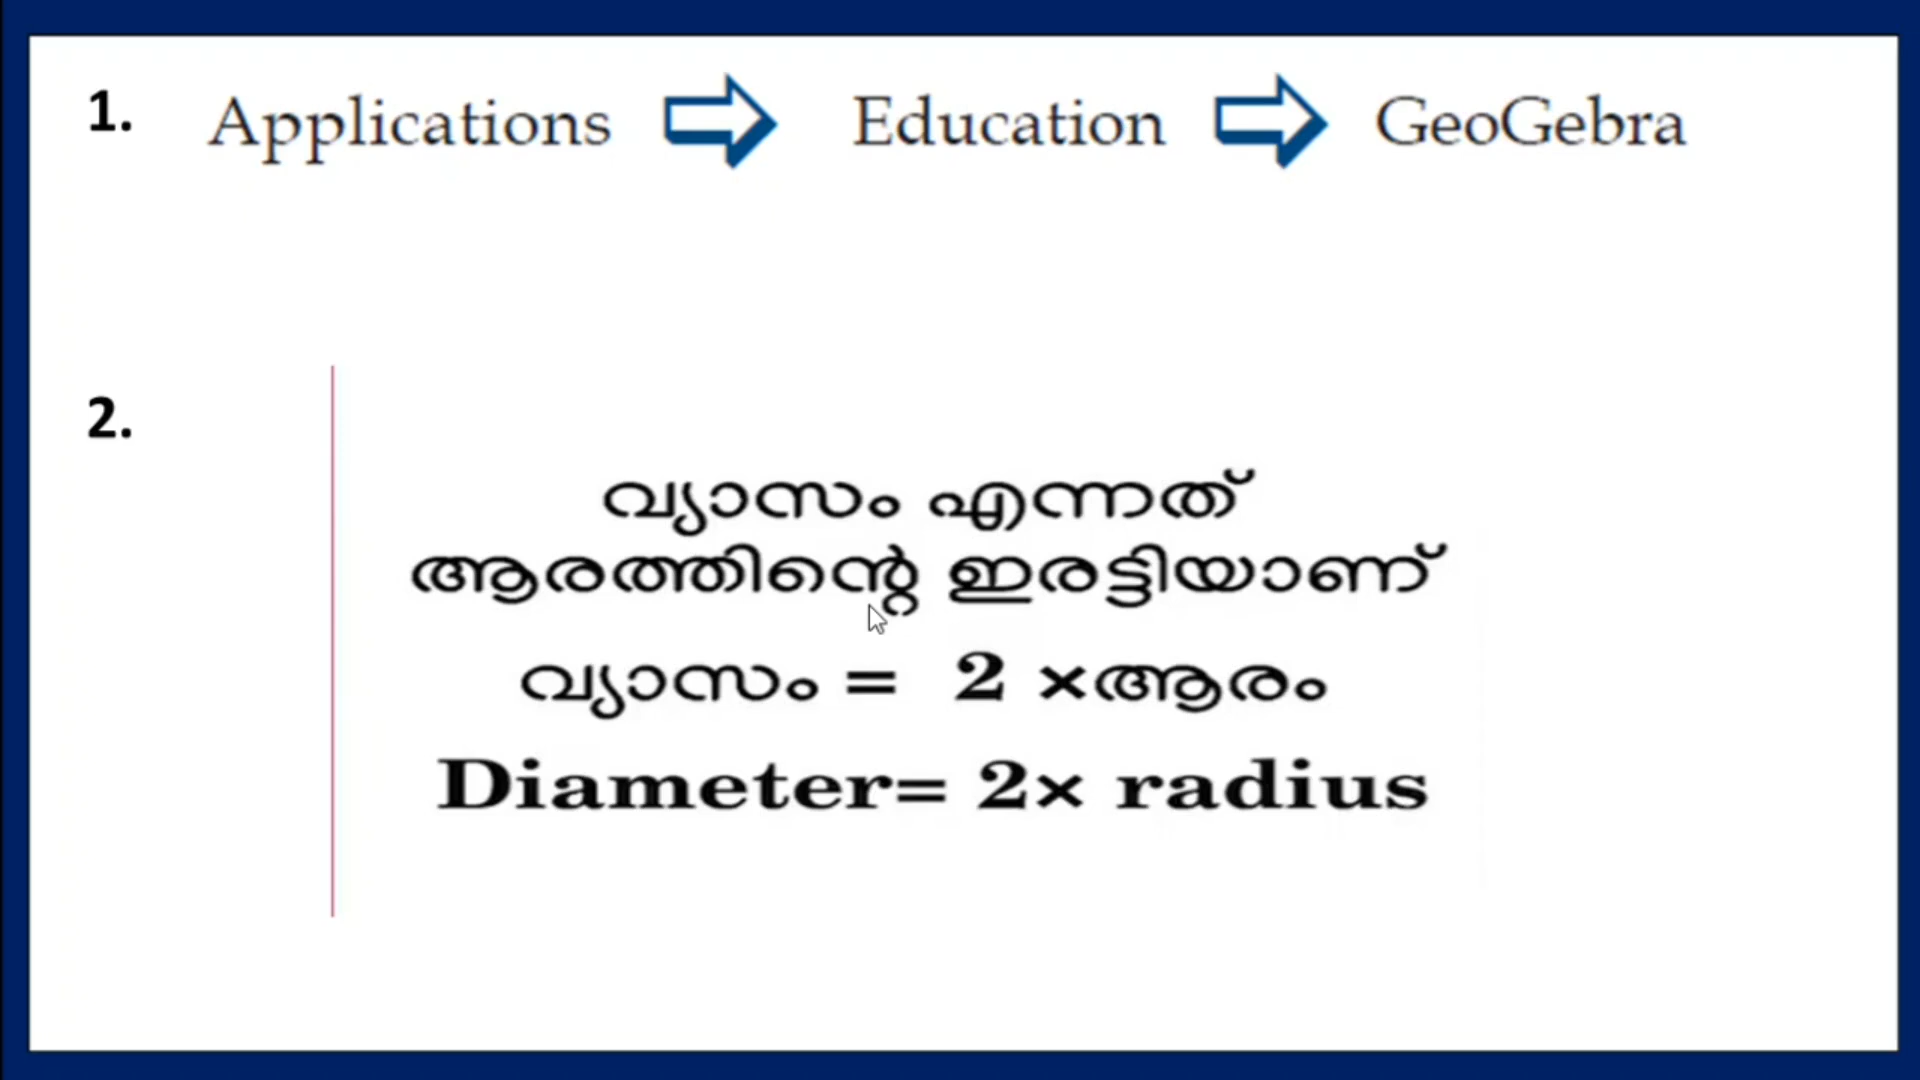 1. Applications ⇨ Education ⇨ GeoGebra
2.
വ്യാസം എന്നത്
ആരത്തിന്റെ ഇരട്ടിയാണ്
വ്യാസം = 2 ×ആരം
Diameter= 2× radius